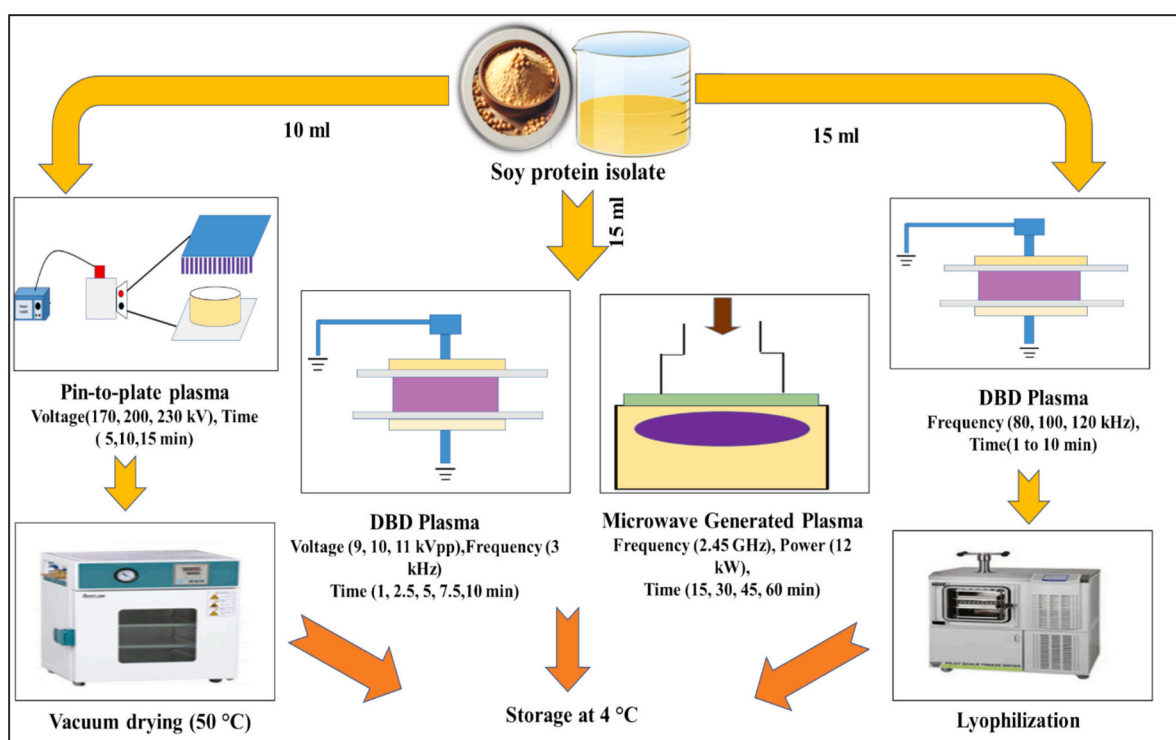 10 ml
15 ml
Soy protein isolate
15 ml
Pin-to-plate plasma
Voltage(170, 200, 230 kV), Time
( 5,10,15 min)
DBD Plasma
Frequency (80, 100, 120 kHz),
Time(1 to 10 min)
DBD Plasma
Voltage (9, 10, 11 kVpp),Frequency (3
kHz)
Time (1, 2.5, 5, 7.5,10 min)
Microwave Generated Plasma
Frequency (2.45 GHz), Power (12
kW),
Time (15, 30, 45, 60 min)
PILOT SCALE FREEZE DRYER
Vacuum drying (50 °C)
Storage at 4 °C
Lyophilization